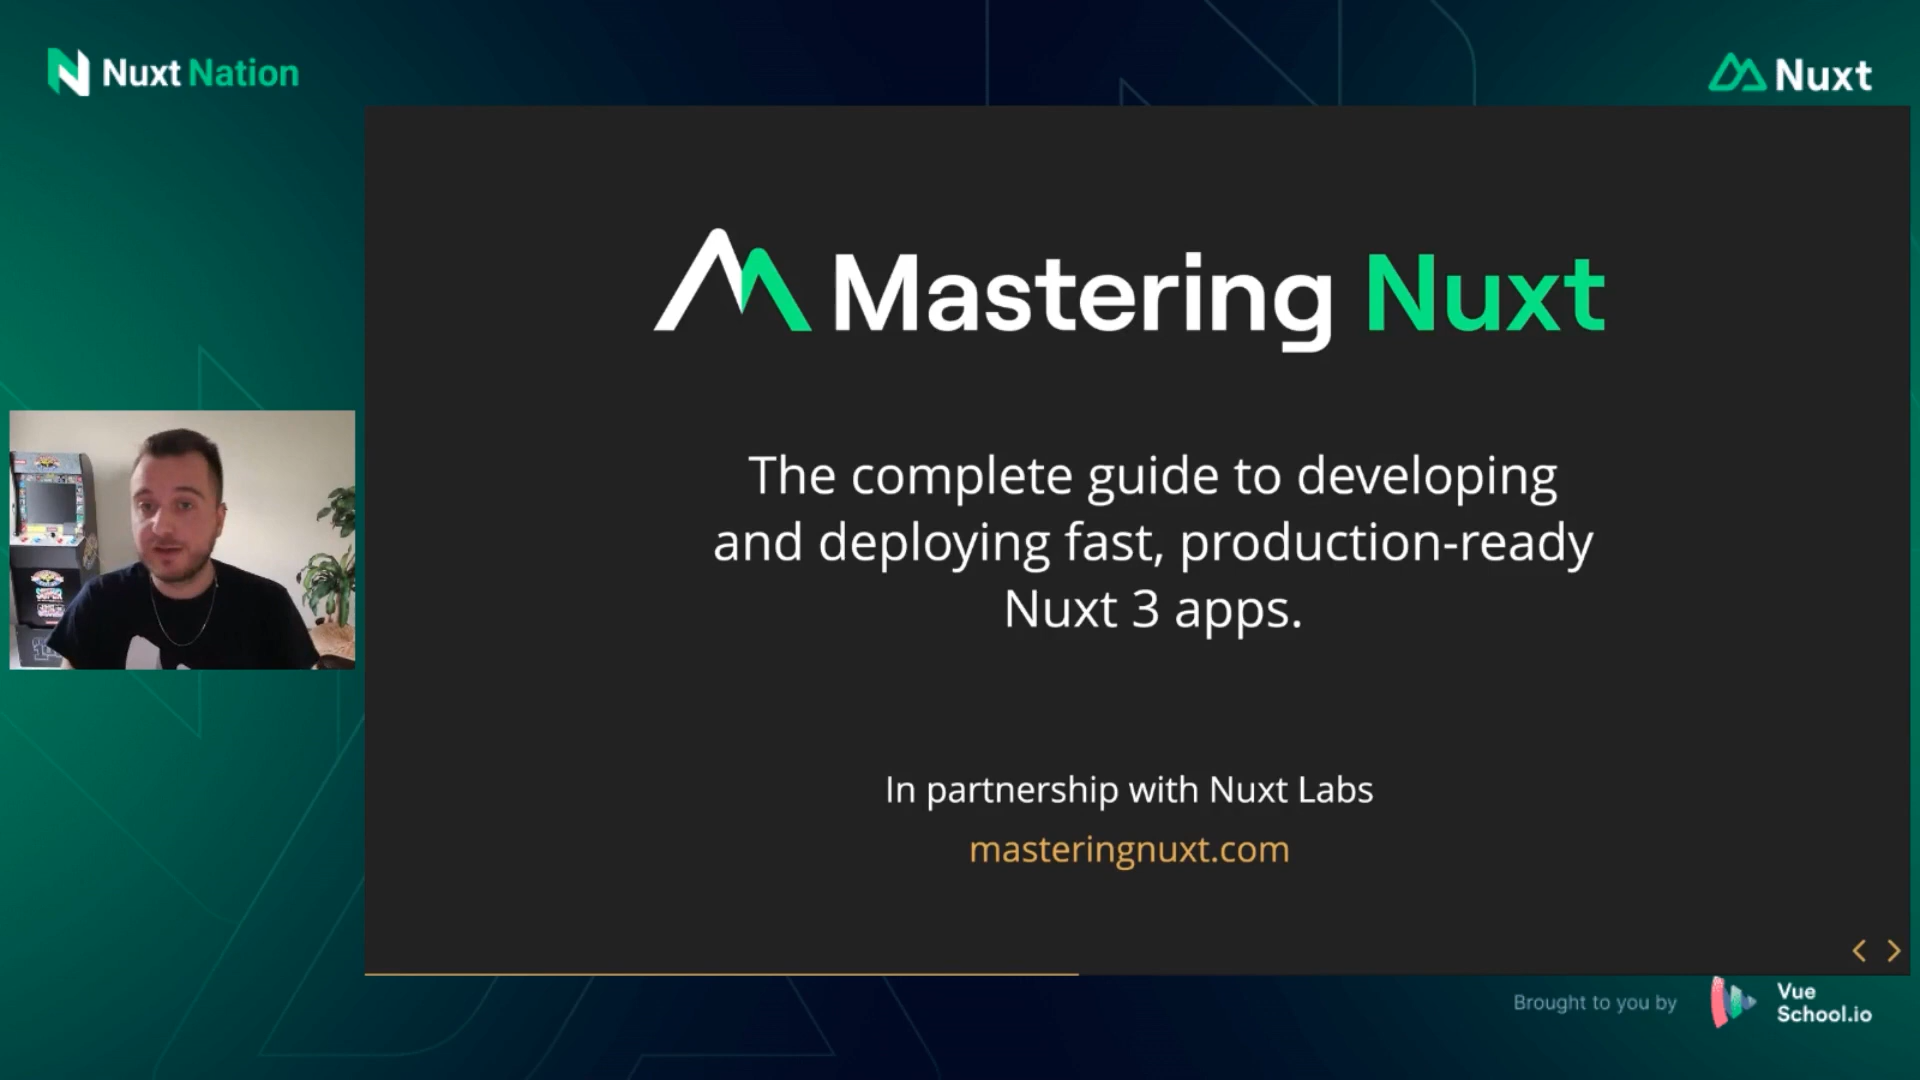 Nuxt Nation
Nuxt
Mastering Nuxt
The complete guide to developing
and deploying fast, production-ready
Nuxt 3 apps.
In partnership with Nuxt Labs
masteringnuxt.com
Brought to you by
Vue
School.io